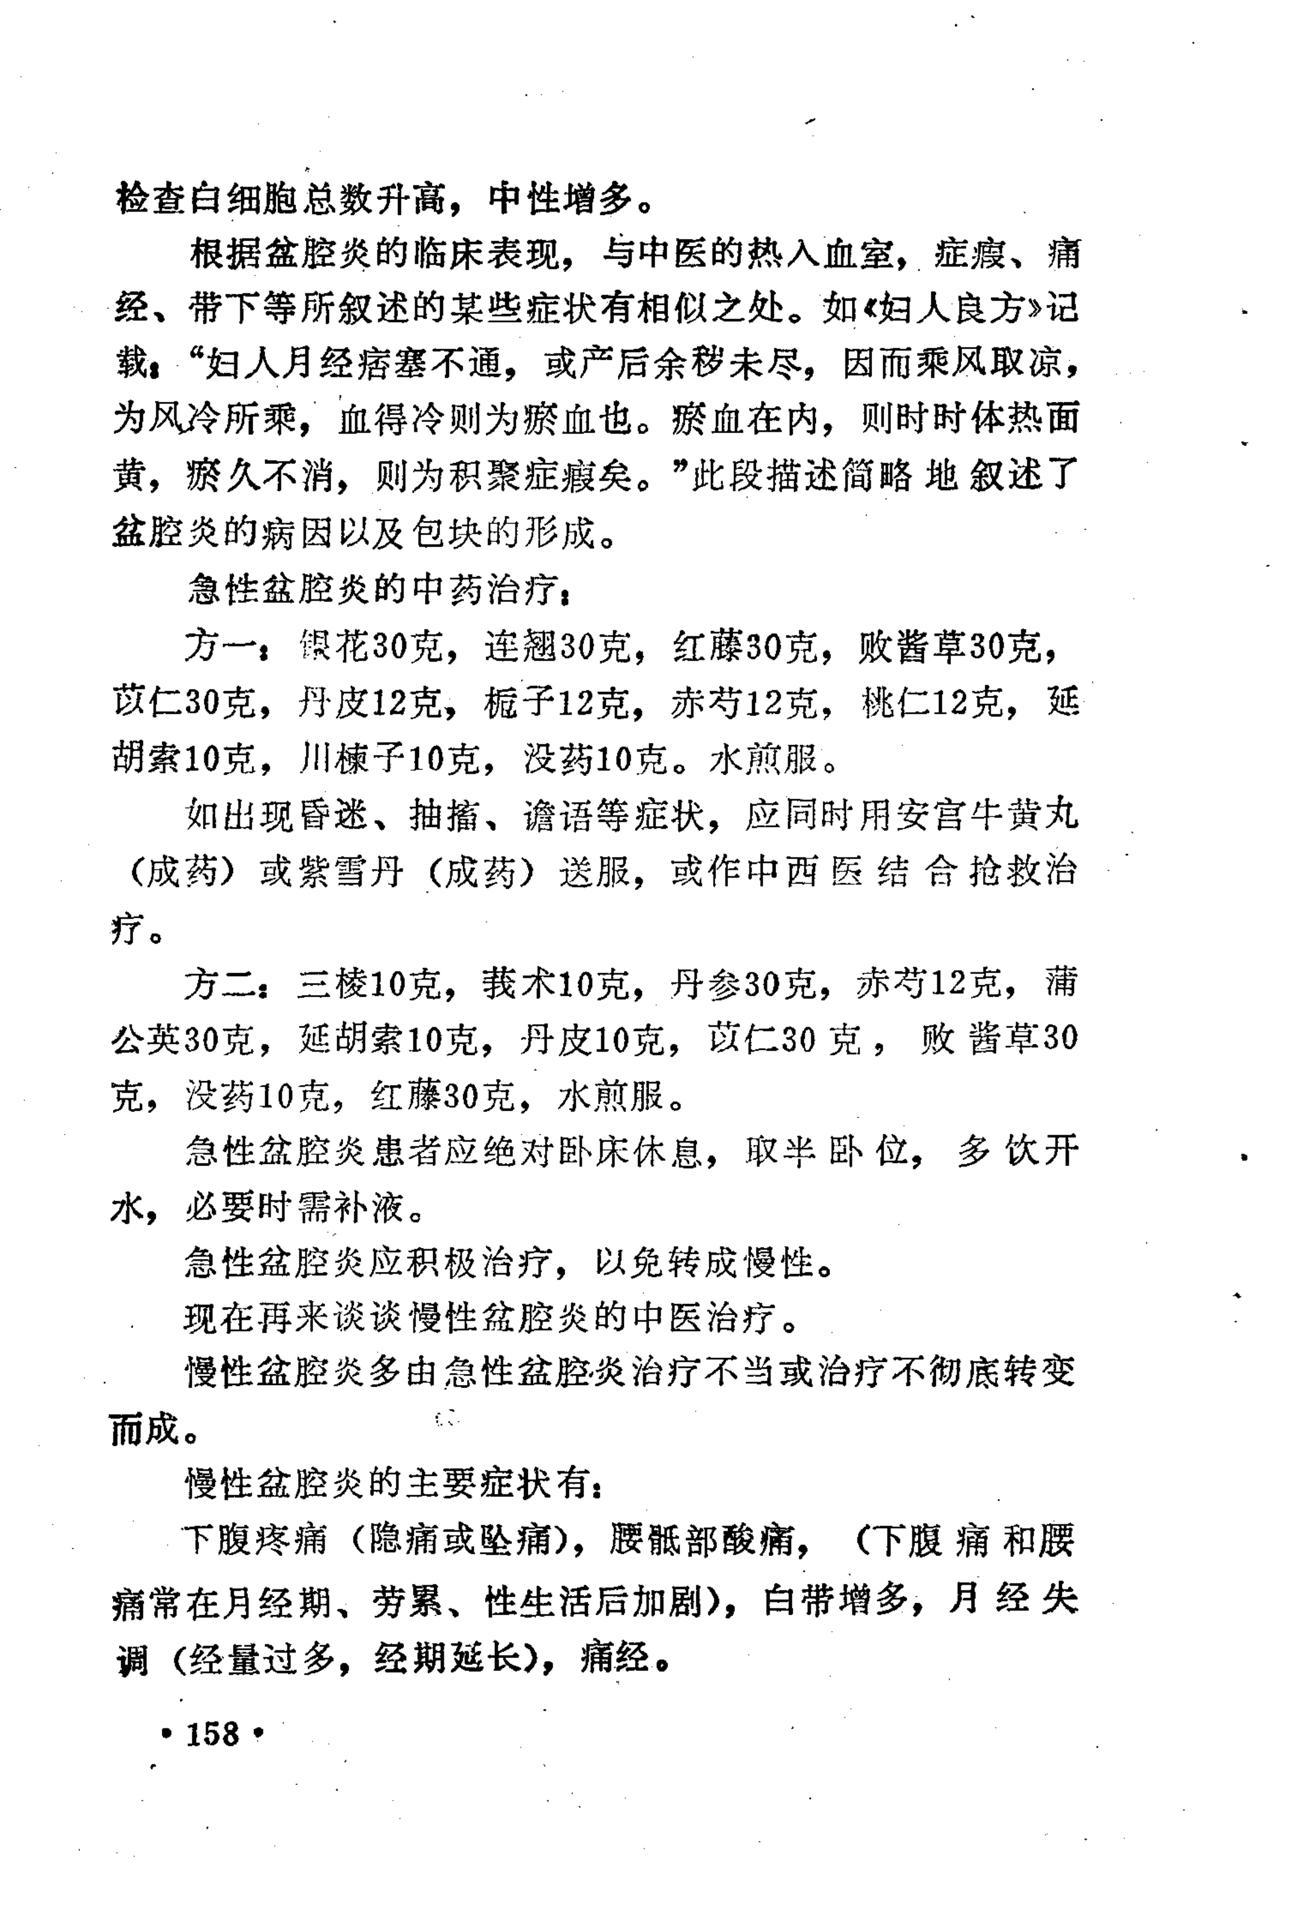 检查白细胞总数升高，中性增多。
根据盆腔炎的临床表现，与中医的热入血室，症瘕、痛
经、带下等所叙述的某些症状有相似之处。如《妇人良方》记
载：“妇人月经痞塞不通，或产后余秽未尽，因而乘风取凉，
为风冷所乘，血得冷则为瘀血也。瘀血在内，则时时体热面
黄，瘀久不消，则为积聚症瘕矣。”此段描述简略地叙述了
盆腔炎的病因以及包块的形成。
急性盆腔炎的中药治疗：
方一：银花30克，连翘30克，红藤30克，败酱草30克，
苡仁30克，丹皮12克，栀子12克，赤芍12克，桃仁12克，延
胡索10克，川楝子10克，没药10克。水煎服。
如出现昏迷、抽搐、谵语等症状，应同时用安宫牛黄丸
（成药）或紫雪丹（成药）送服，或作中西医结合抢救治
疗。
方二：三棱10克，莪术10克，丹参30克，赤芍12克，蒲
公英30克，延胡索10克，丹皮10克，苡仁30克，败酱草30
克，没药10克，红藤30克，水煎服。
急性盆腔炎患者应绝对卧床休息，取半卧位，多饮开
水，必要时需补液。
急性盆腔炎应积极治疗，以免转成慢性。
现在再来谈谈慢性盆腔炎的中医治疗。
慢性盆腔炎多由急性盆腔炎治疗不当或治疗不彻底转变
而成。
慢性盆腔炎的主要症状有：
下腹疼痛（隐痛或坠痛），腰骶部酸痛，（下腹痛和腰
痛常在月经期、劳累、性生活后加剧），白带增多，月经失
调（经量过多，经期延长），痛经。
·158·